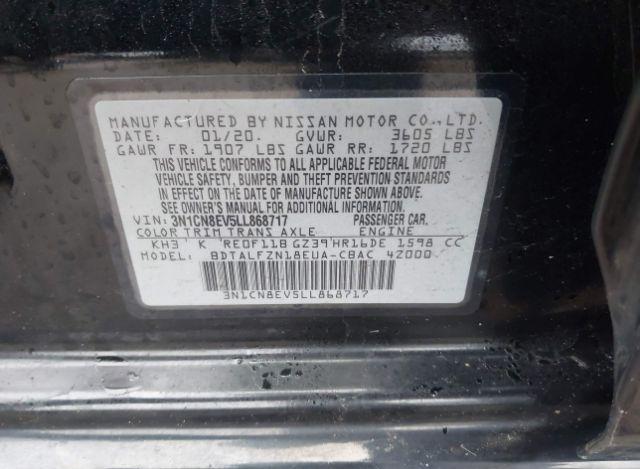 MANUFACTURED BY NISSAN MOTOR CO., LTD.
DATE: 01/20. GVWR: 3605 LBS
GAWR FR: 1907 LBS GAWR RR: 1720 LBS
THIS VEHICLE CONFORMS TO ALL APPLICABLE FEDERAL MOTOR
VEHICLE SAFETY, BUMPER AND THEFT PREVENTION STANDARDS
IN EFFECT ON THE DATE OF MANUFACTURE SHOWN ABOVE.
SEE OWNER'S MANUAL FOR ADDITIONAL INFORMATION.
VIN: 3N1CN8EV5LL868717 PASSENGER CAR.
COLOR TRIM TRANS AXLE ENGINE
KH3 K RE0F11B GZ39 HR16DE 1598 CC
MODEL: BDTALFZN18EUA-CBAC 42000
3N1CN8EV5LL868717